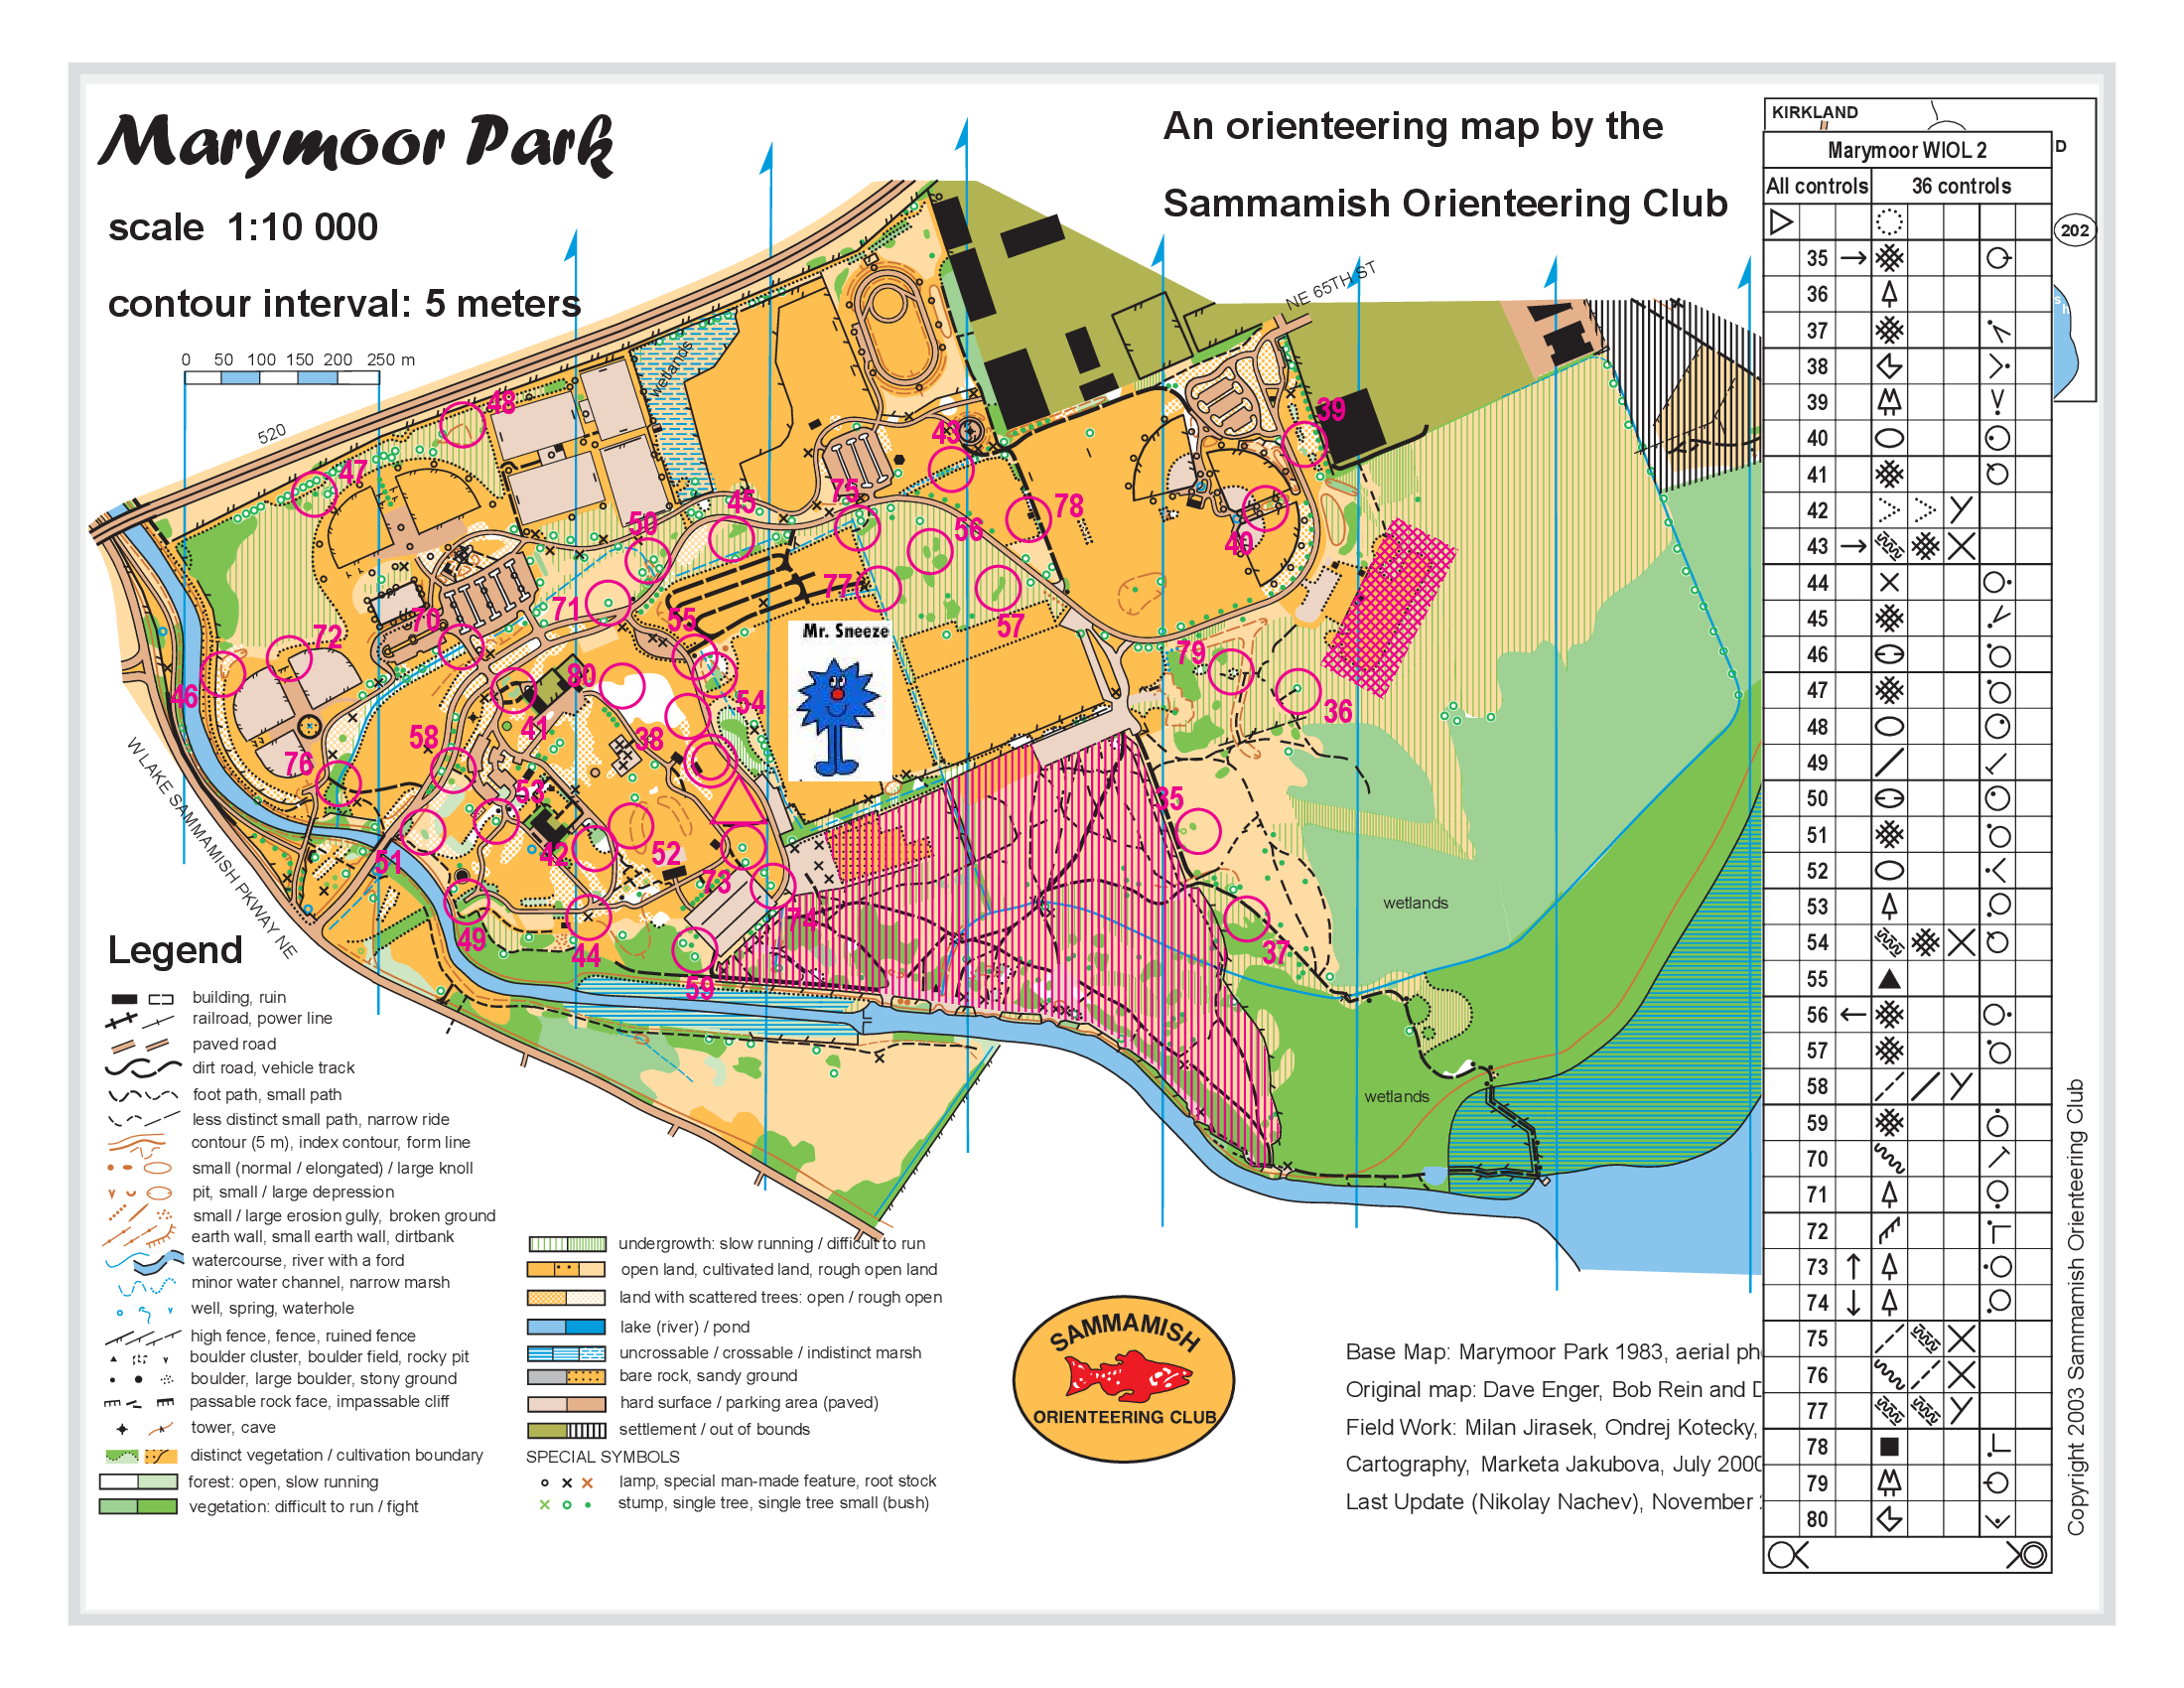 Marymoor Park
scale 1:10 000
contour interval: 5 meters
0 50 100 150 200 250 m
An orienteering map by the
Sammamish Orienteering Club
KIRKLAND
D
202
Marymoor WIOL 2
All controls 36 controls
35
36
37
38
39
40
41
42
43
44
45
46
47
48
49
50
51
52
53
54
55
56
57
58
59
70
71
72
73
74
75
76
77
78
79
80
NE 65TH ST
520
wetlands
48
47
43
39
45
75
50
56
78
40
77
71
55
57
70
72
46
80
54
79
36
41
58
38
76
53
35
51
42
52
73
74
49
44
59
37
Mr. Sneeze
W LAKE SAMMAMISH PKWAY NE
wetlands
wetlands
Legend
building, ruin
railroad, power line
paved road
dirt road, vehicle track
foot path, small path
less distinct small path, narrow ride
contour (5 m), index contour, form line
small (normal / elongated) / large knoll
pit, small / large depression
small / large erosion gully, broken ground
earth wall, small earth wall, dirtbank
watercourse, river with a ford
minor water channel, narrow marsh
well, spring, waterhole
high fence, fence, ruined fence
boulder cluster, boulder field, rocky pit
boulder, large boulder, stony ground
passable rock face, impassable cliff
tower, cave
distinct vegetation / cultivation boundary
forest: open, slow running
vegetation: difficult to run / fight
undergrowth: slow running / difficult to run
open land, cultivated land, rough open land
land with scattered trees: open / rough open
lake (river) / pond
uncrossable / crossable / indistinct marsh
bare rock, sandy ground
hard surface / parking area (paved)
settlement / out of bounds
SPECIAL SYMBOLS
lamp, special man-made feature, root stock
stump, single tree, single tree small (bush)
SAMMAMISH
ORIENTEERING CLUB
Base Map: Marymoor Park 1983, aerial ph
Original map: Dave Enger, Bob Rein and D
Field Work: Milan Jirasek, Ondrej Kotecky,
Cartography, Marketa Jakubova, July 2000
Last Update (Nikolay Nachev), November
Copyright 2003 Sammamish Orienteering Club